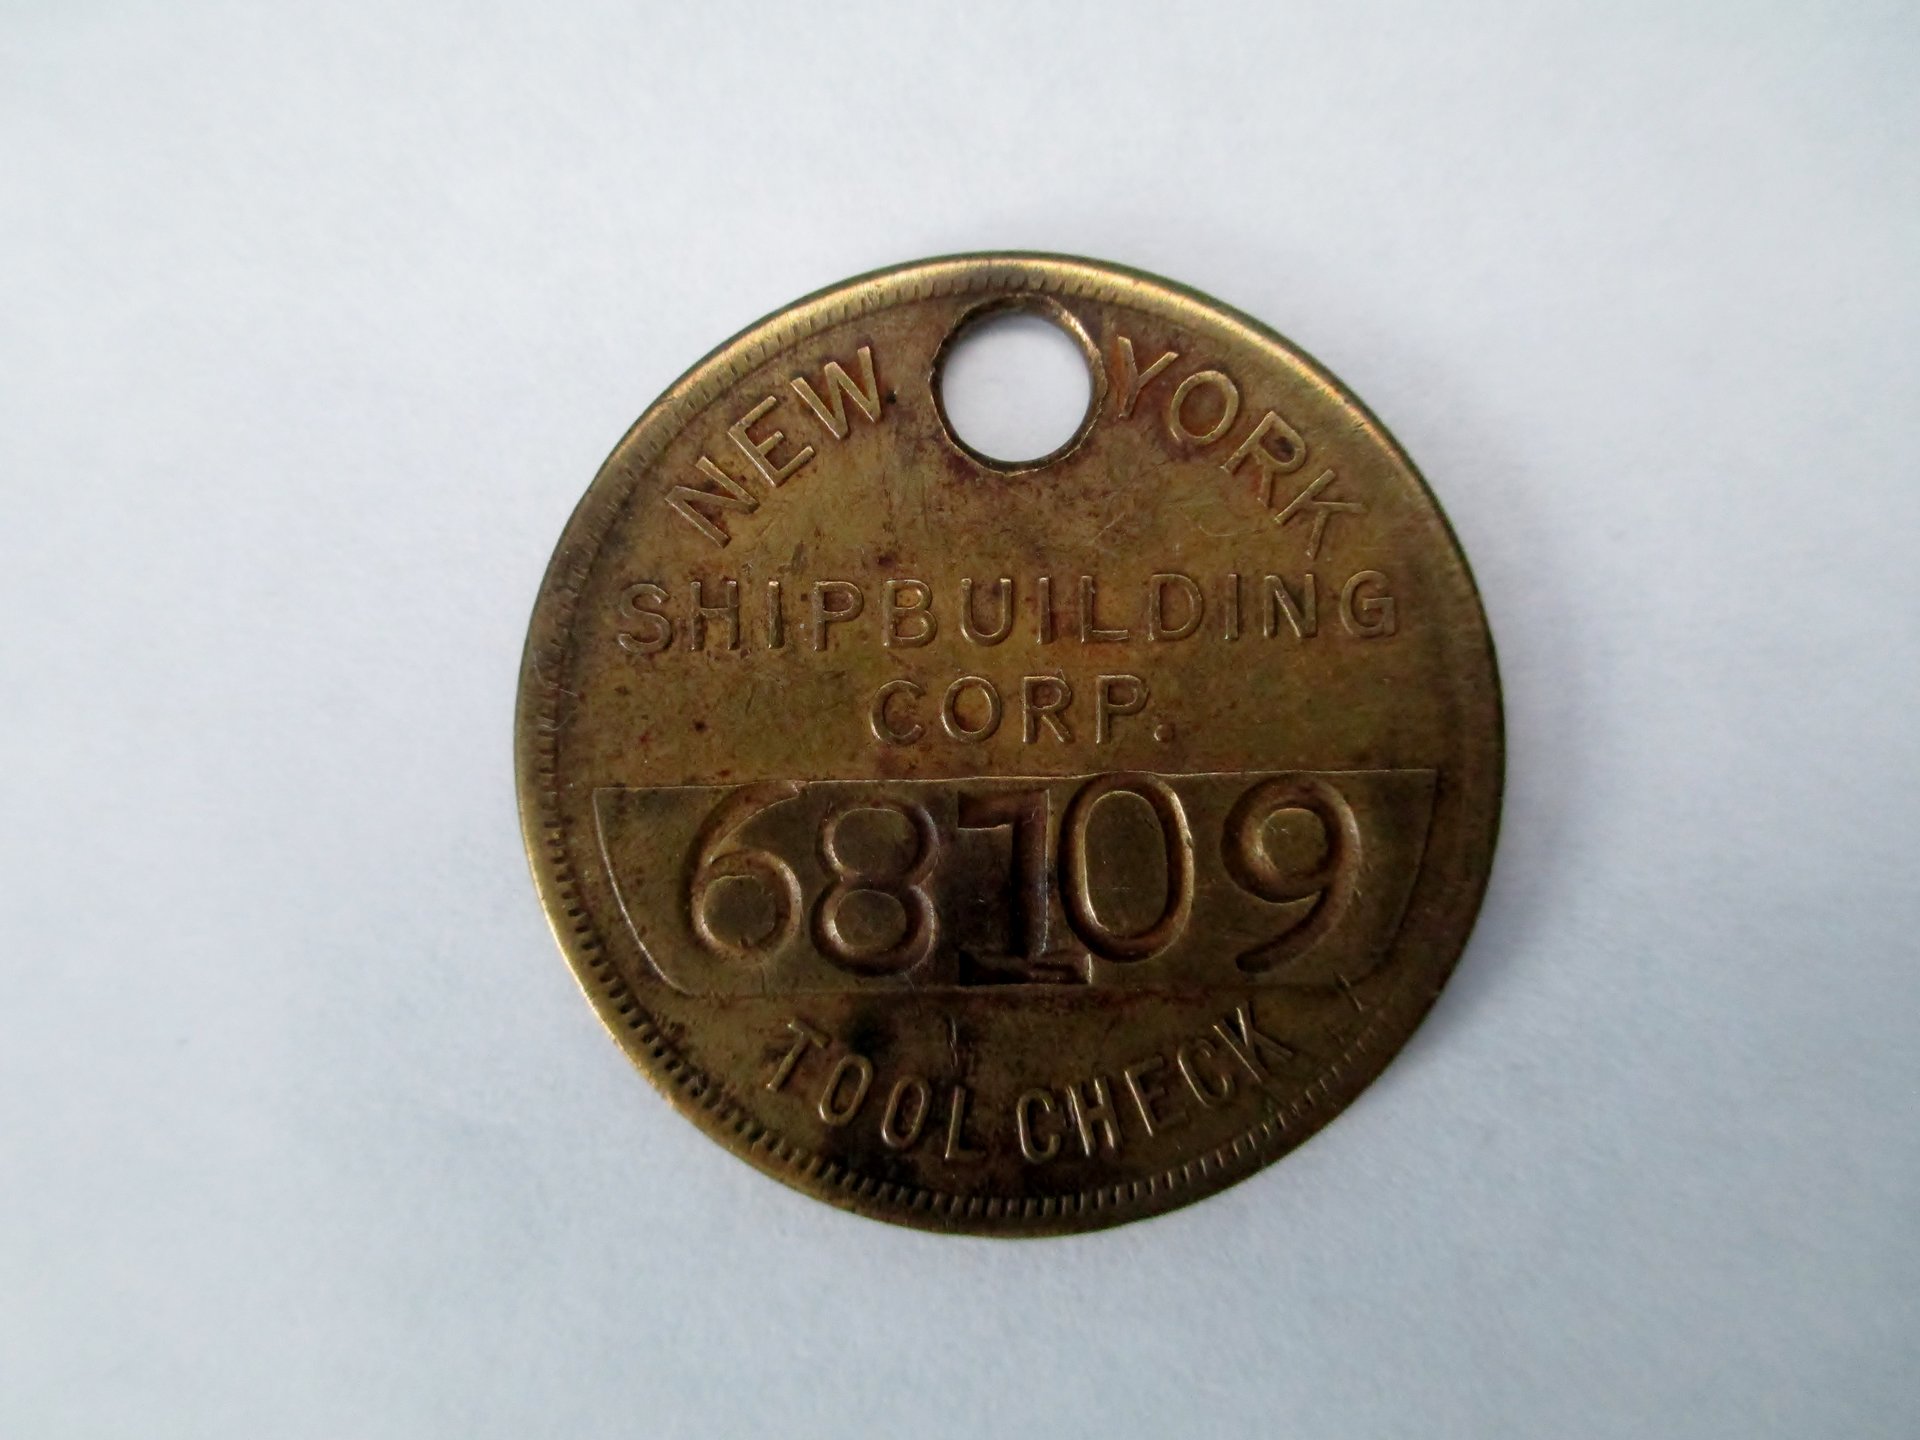 NEW YORK
SHIPBUILDING
CORP.
68109
TOOL CHECK